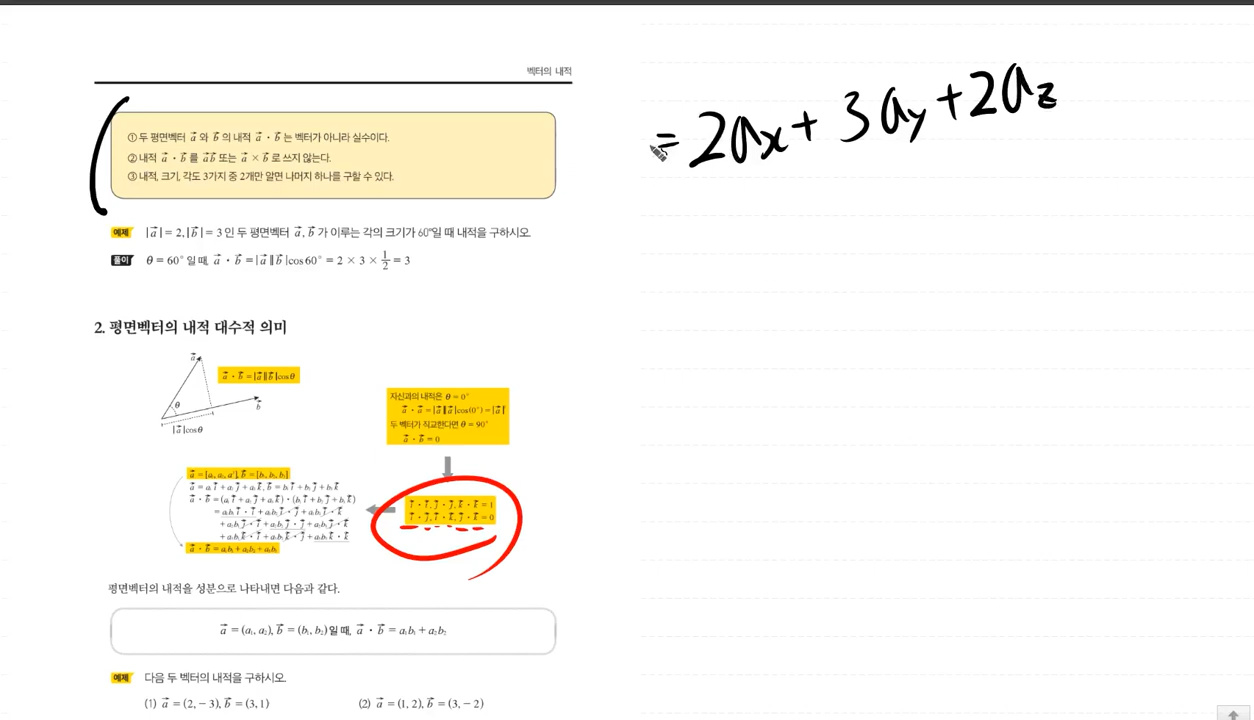 벡터의 내적
① 두 평면벡터 a⃗ 와 b⃗ 의 내적 a⃗ · b⃗ 는 벡터가 아니라 실수이다.
② 내적 a⃗ · b⃗ 를 a⃗b⃗ 또는 a⃗ × b⃗ 로 쓰지 않는다.
③ 내적, 크기, 각도 3가지 중 2개만 알면 나머지 하나를 구할 수 있다.
예제 |a⃗| = 2, |b⃗| = 3 인 두 평면벡터 a⃗, b⃗ 가 이루는 각의 크기가 60°일 때 내적을 구하시오.
풀이 θ = 60° 일 때, a⃗ · b⃗ = |a⃗||b⃗|cos60° = 2 × 3 × 1/2 = 3
2. 평면벡터의 내적 대수적 의미
a⃗
a⃗ · b⃗ = |a⃗||b⃗|cosθ
θ
b⃗
|a⃗|cosθ
자신과의 내적은 θ = 0°
a⃗ · a⃗ = |a⃗||a⃗|cos(0°) = |a⃗|²
두 벡터가 직교한다면 θ = 90°
a⃗ · b⃗ = 0
i⃗ · i⃗, j⃗ · j⃗, k⃗ · k⃗ = 1
i⃗ · j⃗, i⃗ · k⃗, j⃗ · k⃗ = 0
a⃗ · b⃗ = a₁b₁ + a₂b₂ + a₃b₃
평면벡터의 내적을 성분으로 나타내면 다음과 같다.
a⃗ = (a₁, a₂), b⃗ = (b₁, b₂) 일 때, a⃗ · b⃗ = a₁b₁ + a₂b₂
예제 다음 두 벡터의 내적을 구하시오.
(1) a⃗ = (2, − 3), b⃗ = (3, 1) (2) a⃗ = (1, 2), b⃗ = (3, − 2)
= 2ax + 3ay + 2az